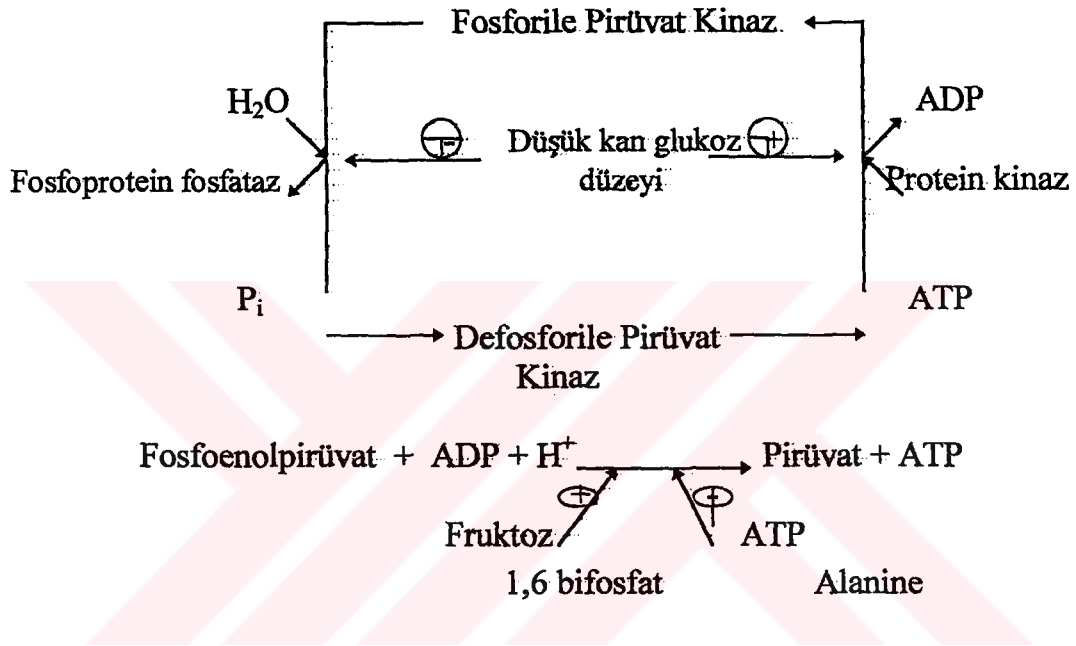 Fosforile Pirüvat Kinaz
H₂O
ADP
Düşük kan glukoz
düzeyi
Fosfoprotein fosfataz
Protein kinaz
Pi
ATP
Defosforile Pirüvat
Kinaz
Fosfoenolpirüvat + ADP + H⁺ Pirüvat + ATP
Fruktoz ATP
1,6 bifosfat Alanine